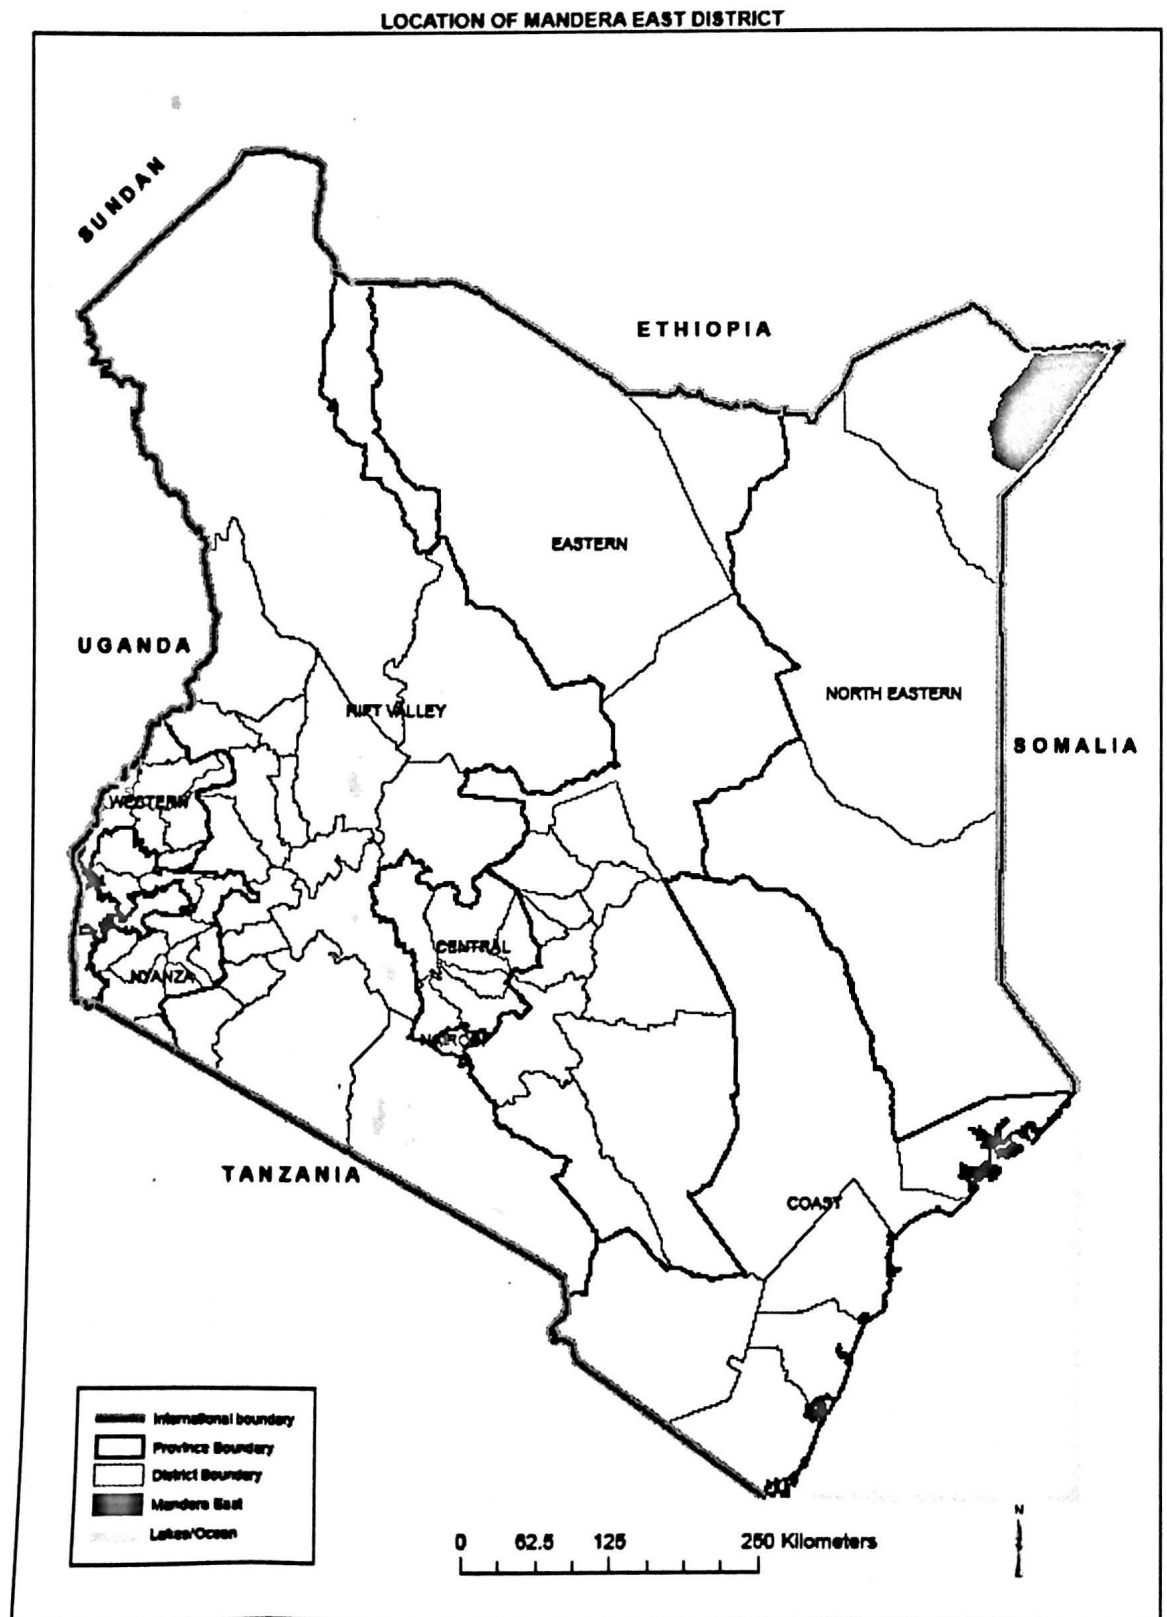 LOCATION OF MANDERA EAST DISTRICT
SUNDAN
ETHIOPIA
EASTERN
UGANDA
NORTH EASTERN
RIFT VALLEY
SOMALIA
WESTERN
CENTRAL
NYANZA
NAIROBI
TANZANIA
COAST
International boundary
Province Boundary
District Boundary
Mandera East
Lakes/Ocean
N
0 62.5 125 250 Kilometers